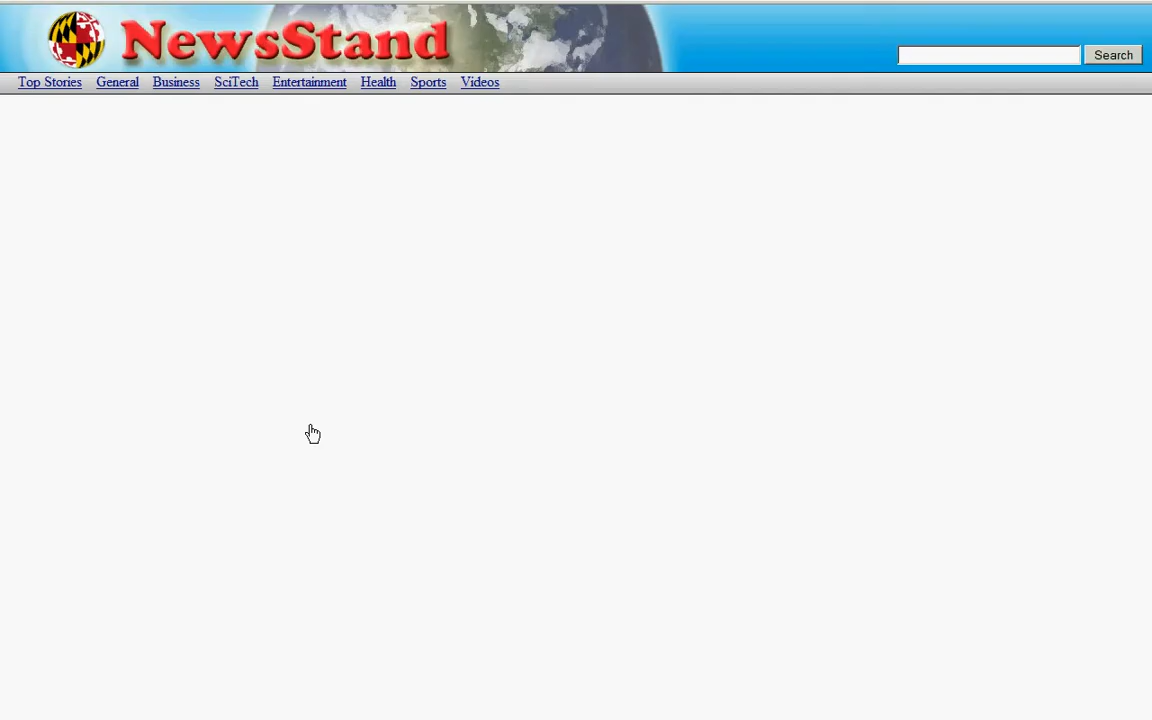 NewsStand
Search
Top Stories General Business SciTech Entertainment Health Sports Videos